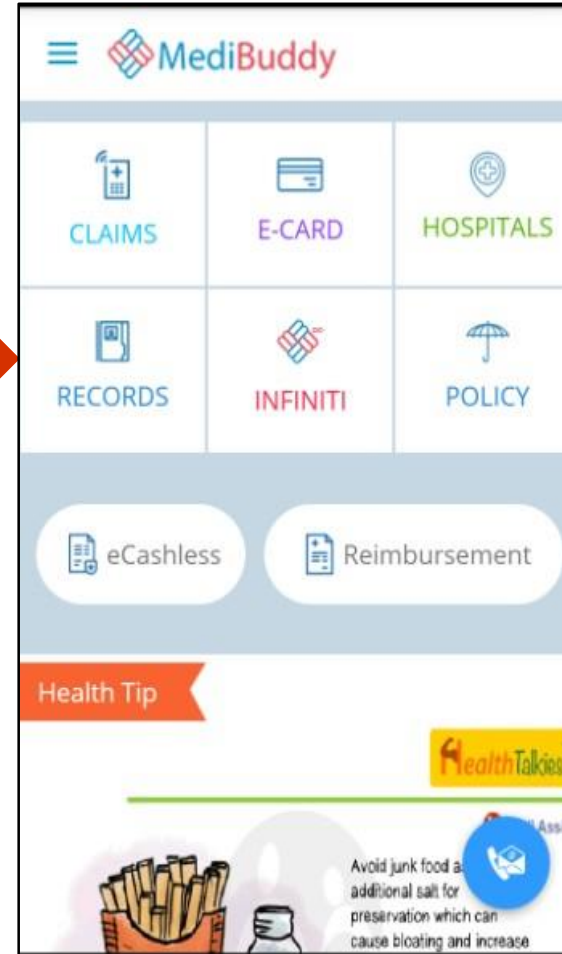 MediBuddy
CLAIMS
E-CARD
HOSPITALS
RECORDS
INFINITI
POLICY
eCashless
Reimbursement
Health Tip
HealthTalkies
Avoid junk food a
additional salt for
preservation which can
cause bloating and increase